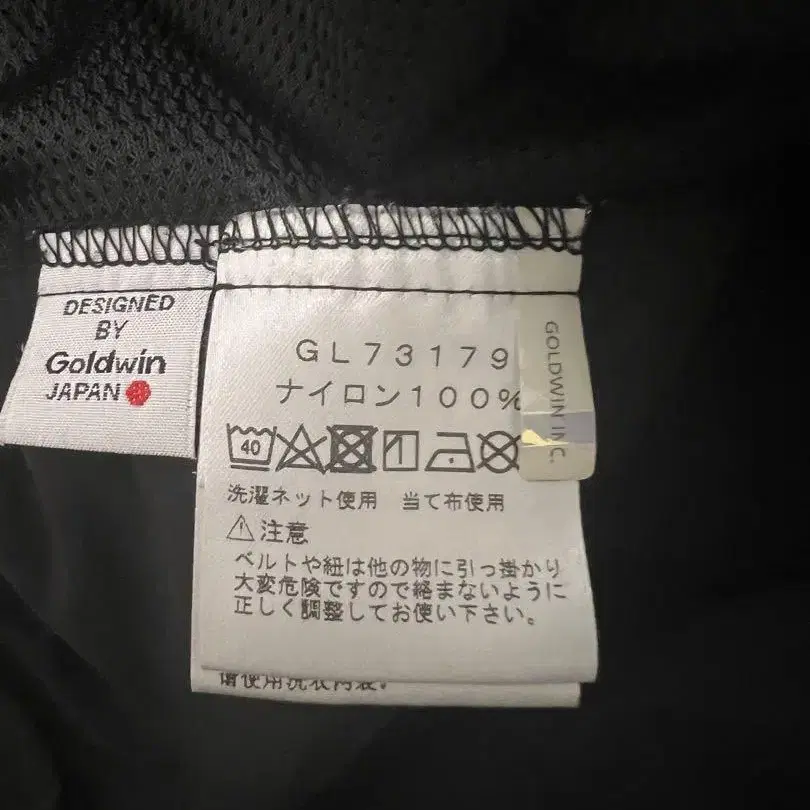 DESIGNED
BY
Goldwin
JAPAN
GL73179
ナイロン100%
GOLDWIN INC.
40
洗濯ネット使用 当て布使用
注意
ベルトや紐は他の物に引っ掛かり
大変危険ですので絡まないように
正しく調整してお使い下さい。